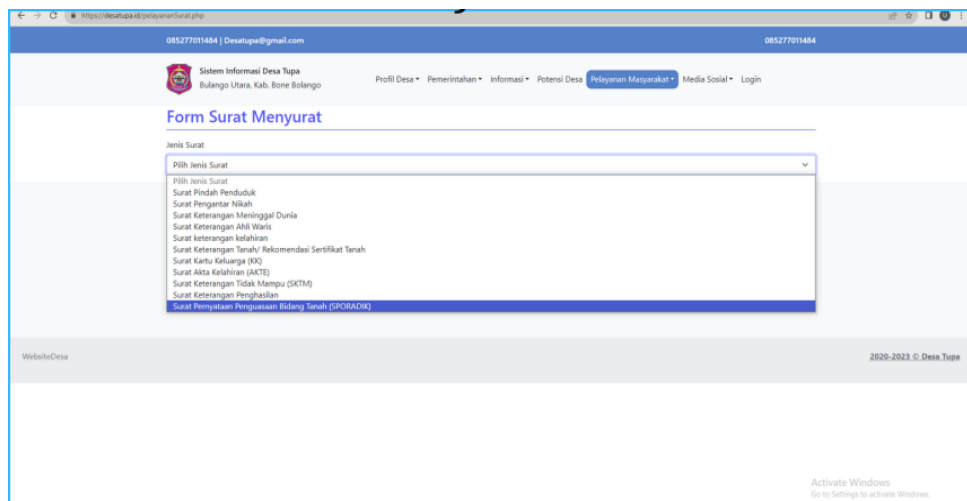 https://desatupa.id/pelayananSurat.php
085277011484 | Desatupa@gmail.com 085277011484
Sistem Informasi Desa Tupa
Bulango Utara, Kab. Bone Bolango
Profil Desa Pemerintahan Informasi Potensi Desa Pelayanan Masyarakat Media Sosial Login
Form Surat Menyurat
Jenis Surat
Pilih Jenis Surat
Pilih Jenis Surat
Surat Pindah Penduduk
Surat Pengantar Nikah
Surat Keterangan Meninggal Dunia
Surat Keterangan Ahli Waris
Surat keterangan kelahiran
Surat Keterangan Tanah/ Rekomendasi Sertifikat Tanah
Surat Kartu Keluarga (KK)
Surat Akta Kelahiran (AKTE)
Surat Keterangan Tidak Mampu (SKTM)
Surat Keterangan Penghasilan
Surat Pernyataan Penguasaan Bidang Tanah (SPORADIK)
WebsiteDesa 2020-2023 © Desa Tupa
Activate Windows
Go to Settings to activate Windows.